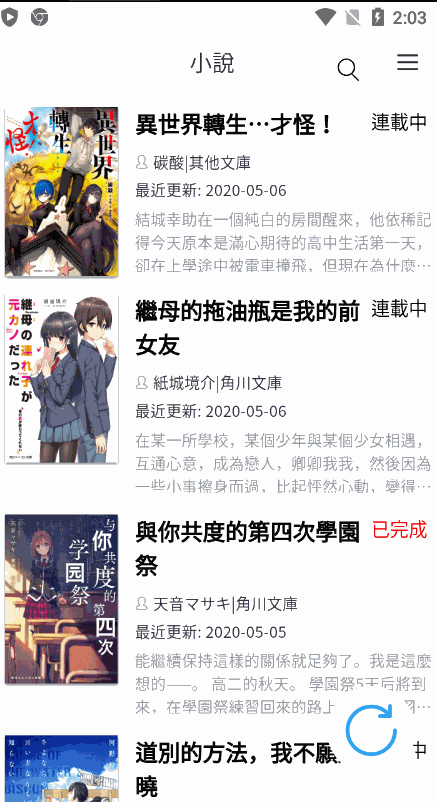 2:03
小說
異世界轉生…才怪！
連載中
碳酸|其他文庫
最近更新: 2020-05-06
結城幸助在一個純白的房間醒來，他依稀記
得今天原本是滿心期待的高中生活第一天，
卻在上學途中被電車撞飛，但現在為什麼…
異世界
轉生
才怪
繼母的拖油瓶是我的前
女友
連載中
紙城境介|角川文庫
最近更新: 2020-05-06
在某一所學校，某個少年與某個少女相遇，
互通心意，成為戀人，卿卿我我，然後因為
一些小事擦身而過，比起怦然心動，變得…
継母の連れ子が
元カノだった
紙城境介
與你共度的第四次學園
祭
已完成
天音マサキ|角川文庫
最近更新: 2020-05-05
能繼續保持這樣的關係就足夠了。我是這麼
想的——。 高二的秋天。 學園祭5天后將到
來，在學園祭練習回來的路上
与你共度的
第四次
学园祭
天音マサキ
道別的方法，我不願
曉
中